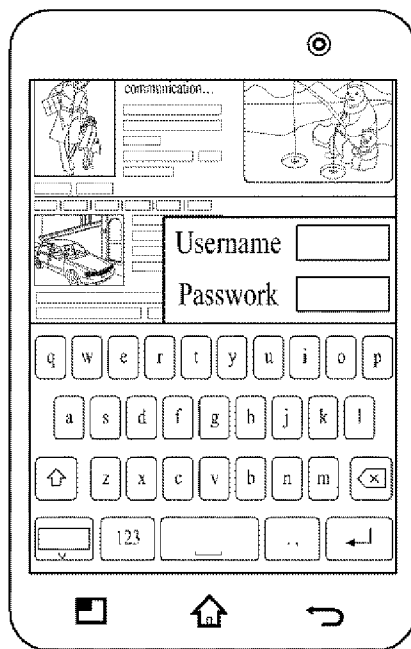 communication...
Username
Passwork
q w e r t y u i o p
a s d f g h j k l
z x c v b n m
123 . ,